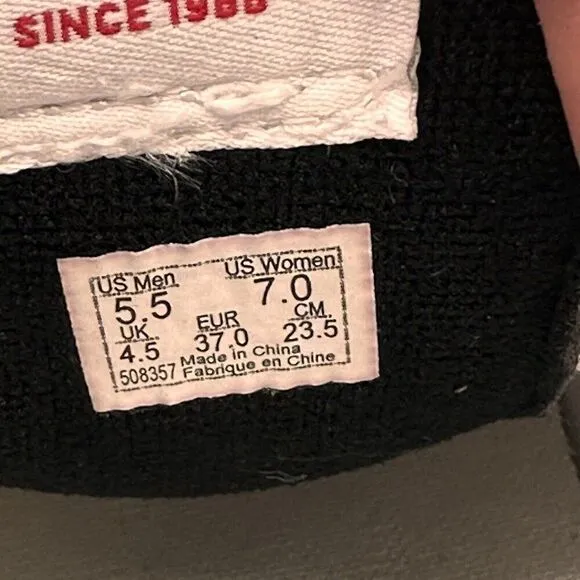 SINCE 1988
US Men US Women
5.5 7.0
UK EUR CM
4.5 37.0 23.5
Made in China
508357 Fabrique en Chine